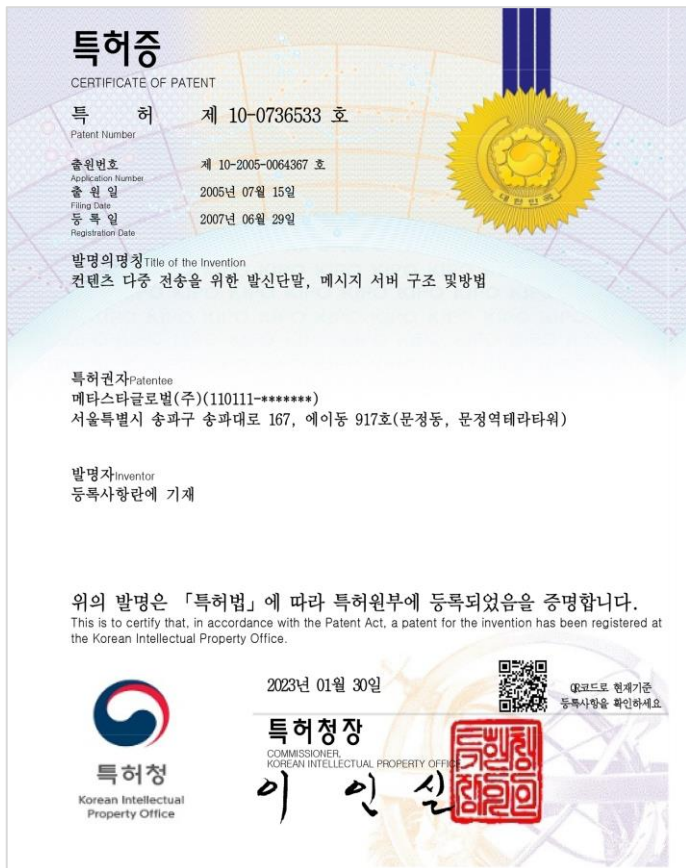 특허증
CERTIFICATE OF PATENT
특 허 제 10-0736533 호
Patent Number
출원번호 제 10-2005-0064367 호
Application Number
출 원 일 2005년 07월 15일
Filing Date
등 록 일 2007년 06월 29일
Registration Date
발명의명칭Title of the Invention
컨텐츠 다중 전송을 위한 발신단말, 메시지 서버 구조 및방법
특허권자Patentee
메타스타글로벌(주)(110111-*******)
서울특별시 송파구 송파대로 167, 에이동 917호(문정동, 문정역테라타워)
발명자Inventor
등록사항란에 기재
위의 발명은 「특허법」에 따라 특허원부에 등록되었음을 증명합니다.
This is to certify that, in accordance with the Patent Act, a patent for the invention has been registered at
the Korean Intellectual Property Office.
2023년 01월 30일
QR코드로 현재기준
등록사항을 확인하세요
특허청장
COMMISSIONER,
KOREAN INTELLECTUAL PROPERTY OFFICE
이 인 실
특허청
Korean Intellectual
Property Office
대한민국
특허청장의인